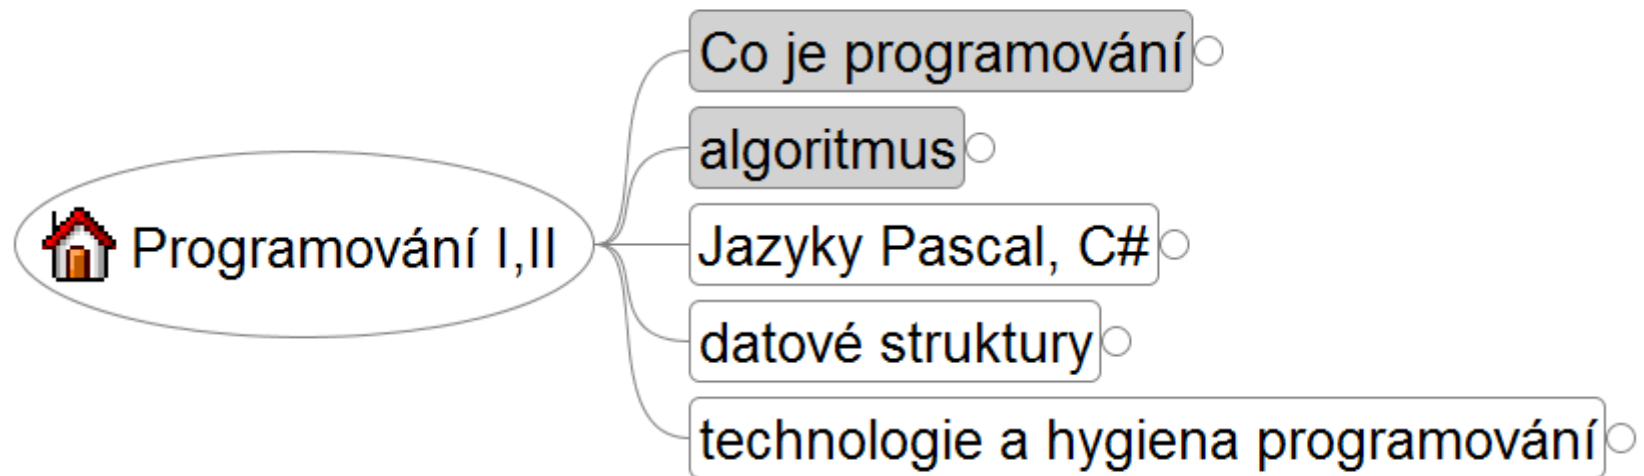 Co je programování
algoritmus
Programování I,II
Jazyky Pascal, C#
datové struktury
technologie a hygiena programování